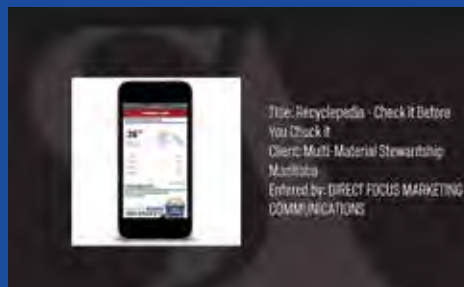 Title: Recyclepedia - Check It Before
You Chuck It
Client: Multi-Material Stewardship
Manitoba
Entered by: DIRECT FOCUS MARKETING
COMMUNICATIONS